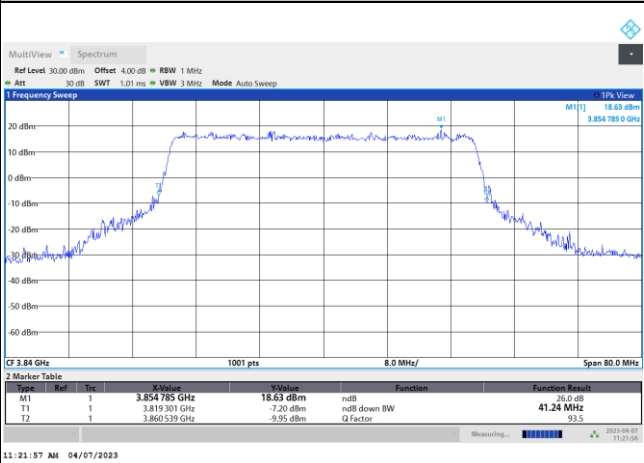 MultiView Spectrum
Ref Level 30.00 dBm Offset 4.00 dB RBW 1 MHz
Att 30 dB SWT 1.01 ms VBW 3 MHz Mode Auto Sweep
1 Frequency Sweep 1Pk View
M1[1] 18.63 dBm
3.854 785 0 GHz
M1
20 dBm
10 dBm
0 dBm
T1
-10 dBm
-20 dBm
-30 dBm
-40 dBm
-50 dBm
-60 dBm
CF 3.84 GHz 1001 pts 8.0 MHz/ Span 80.0 MHz
2 Marker Table
Type Ref Trc X-Value Y-Value Function Function Result
M1 1 3.854 785 GHz 18.63 dBm ndB 26.0 dB
T1 1 3.819 301 GHz -7.20 dBm ndB down BW 41.24 MHz
T2 1 3.860 539 GHz -9.95 dBm Q Factor 93.5
Measuring... 2023-04-07
11:21:56
11:21:57 AM 04/07/2023